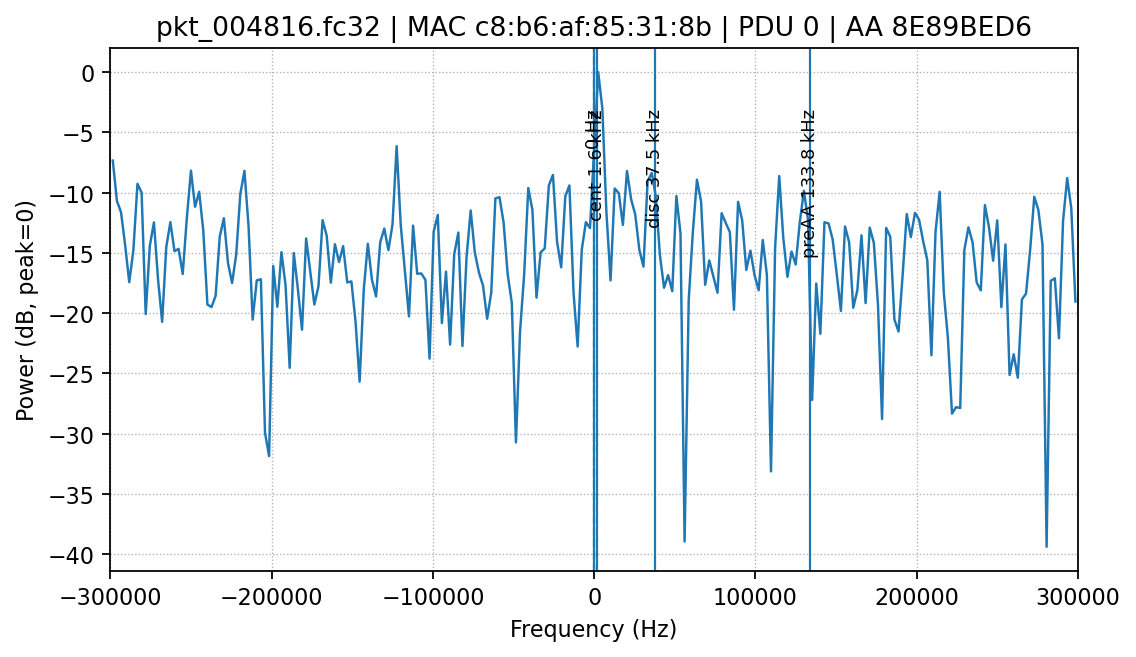 pkt_004816.fc32 | MAC c8:b6:af:85:31:8b | PDU 0 | AA 8E89BED6
Power (dB, peak=0)
0
−5
−10
−15
−20
−25
−30
−35
−40
cent 1.6 kHz
disc 37.5 kHz
preAA 133.8 kHz
−300000
−200000
−100000
0
100000
200000
300000
Frequency (Hz)